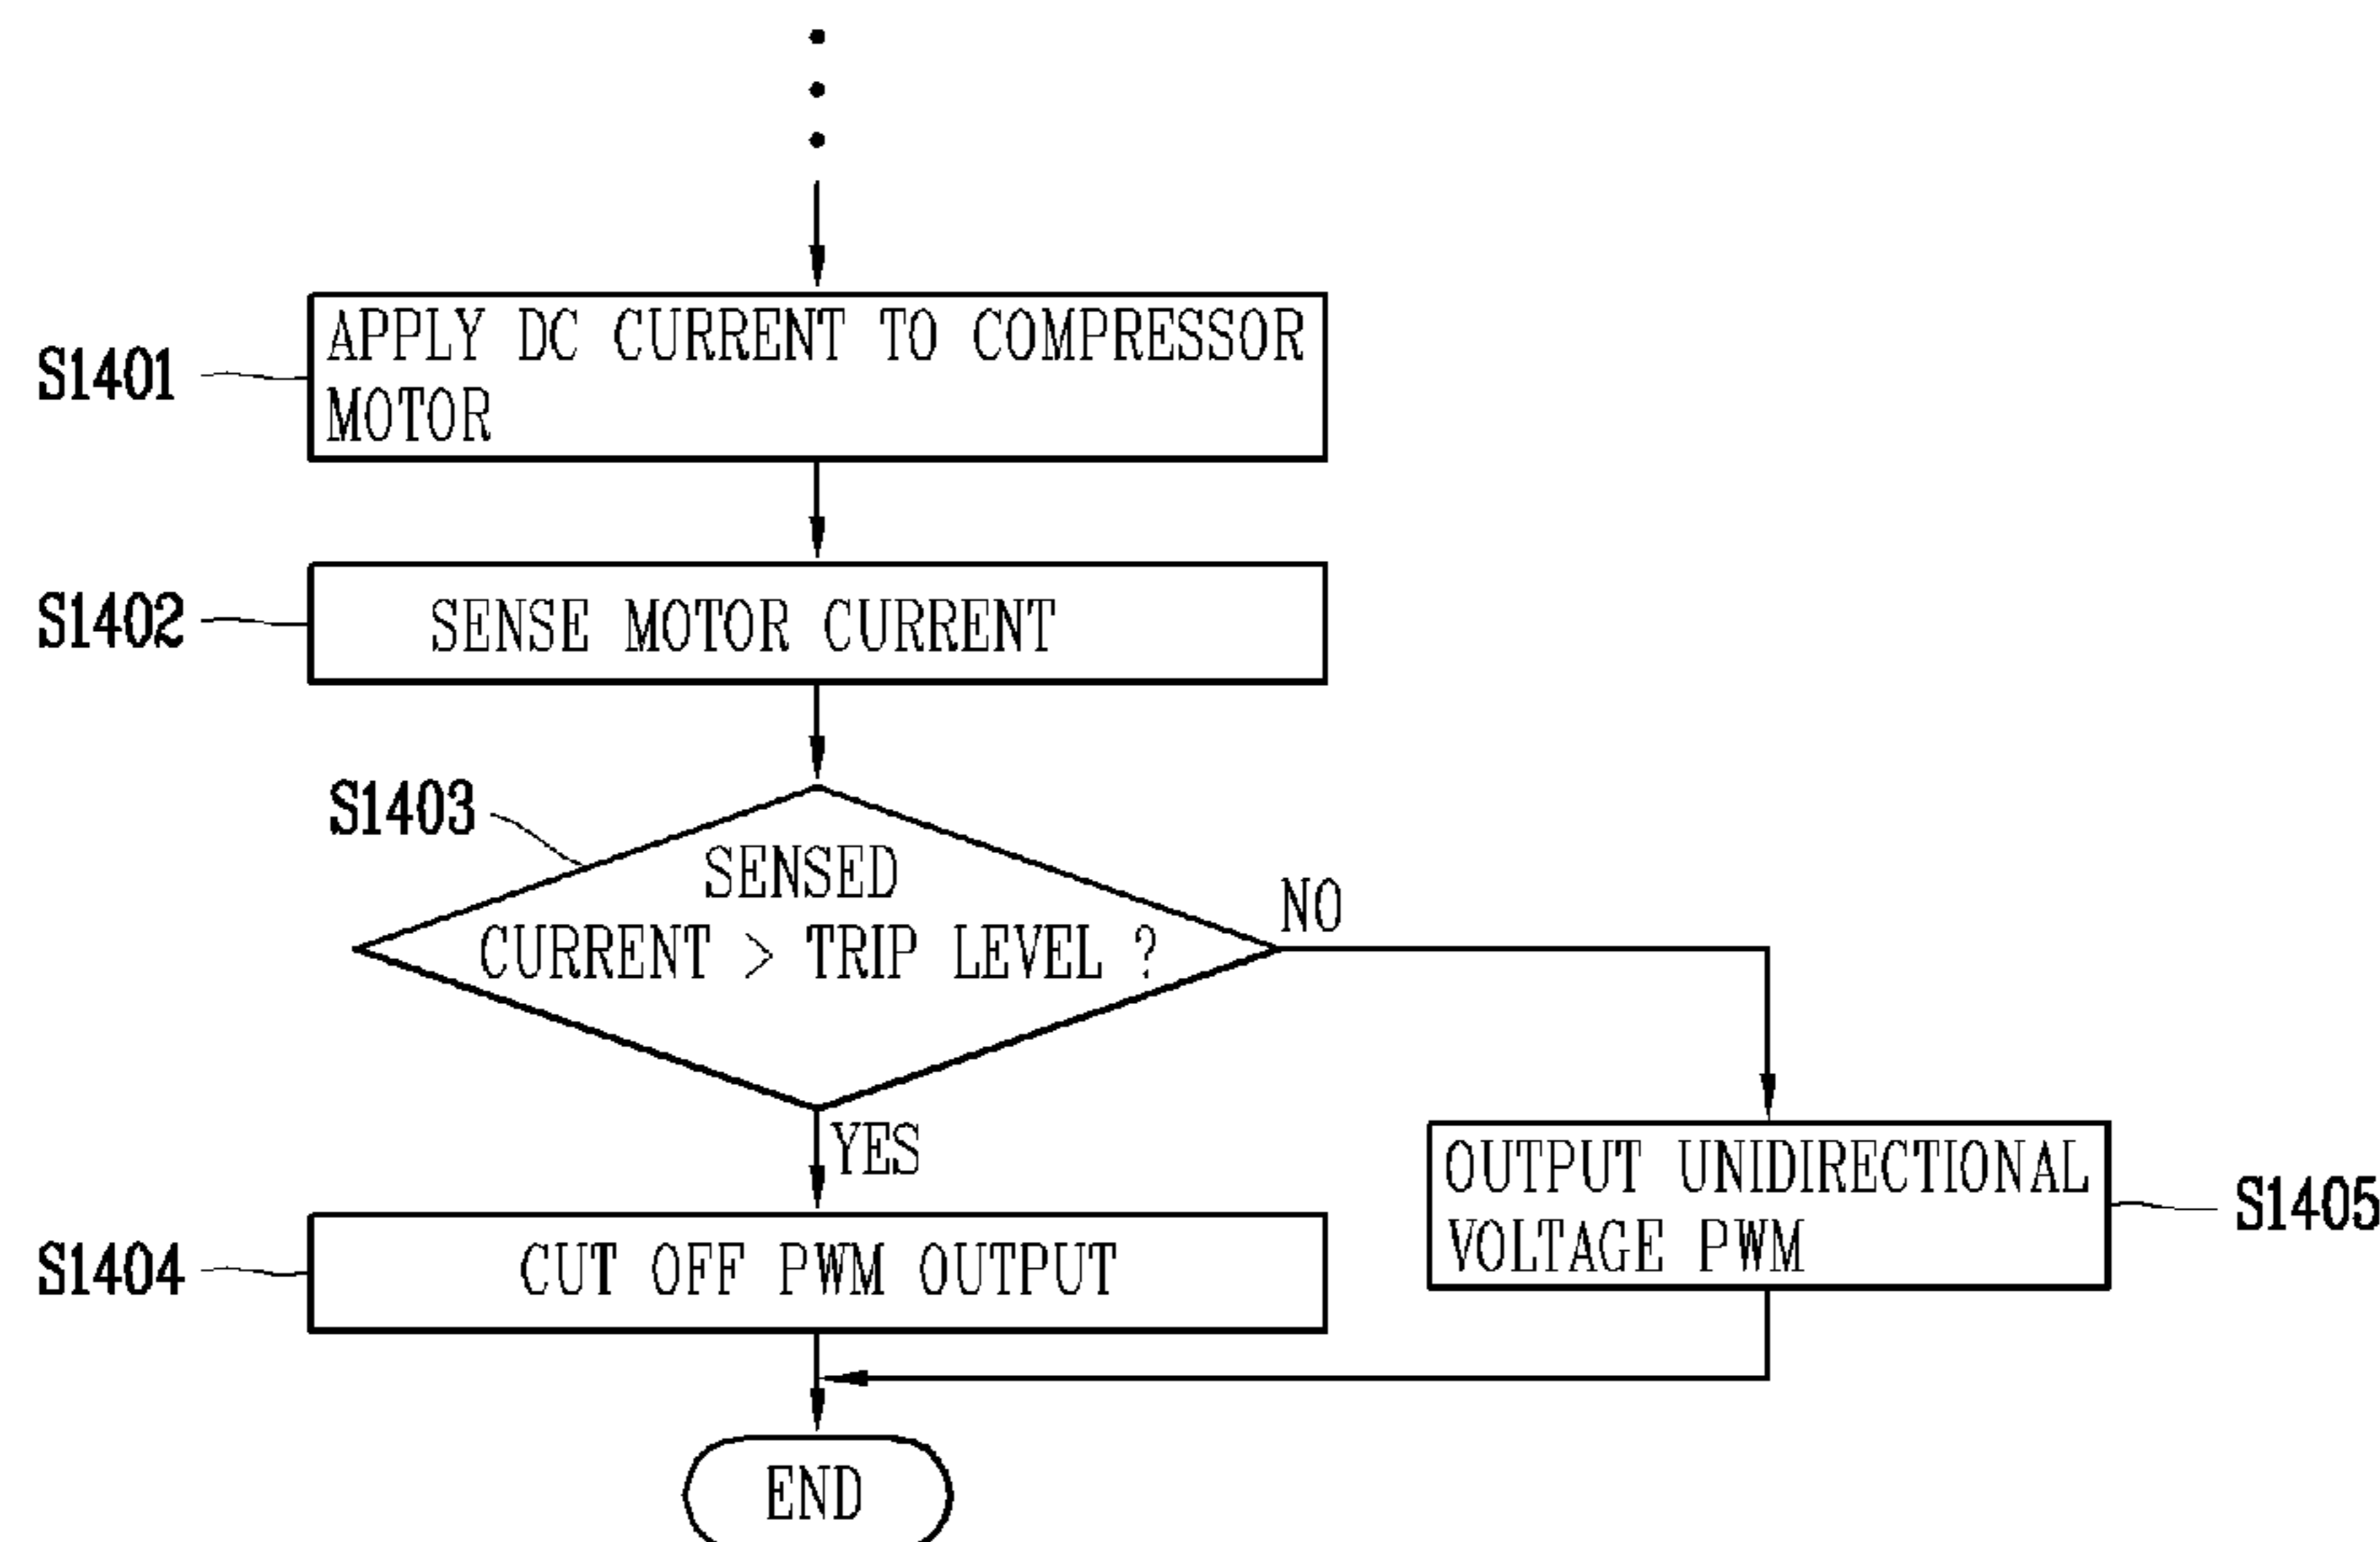 S1401
APPLY DC CURRENT TO COMPRESSOR
MOTOR
S1402
SENSE MOTOR CURRENT
S1403
SENSED
CURRENT > TRIP LEVEL ?
NO
YES
OUTPUT UNIDIRECTIONAL
VOLTAGE PWM
S1405
S1404
CUT OFF PWM OUTPUT
END